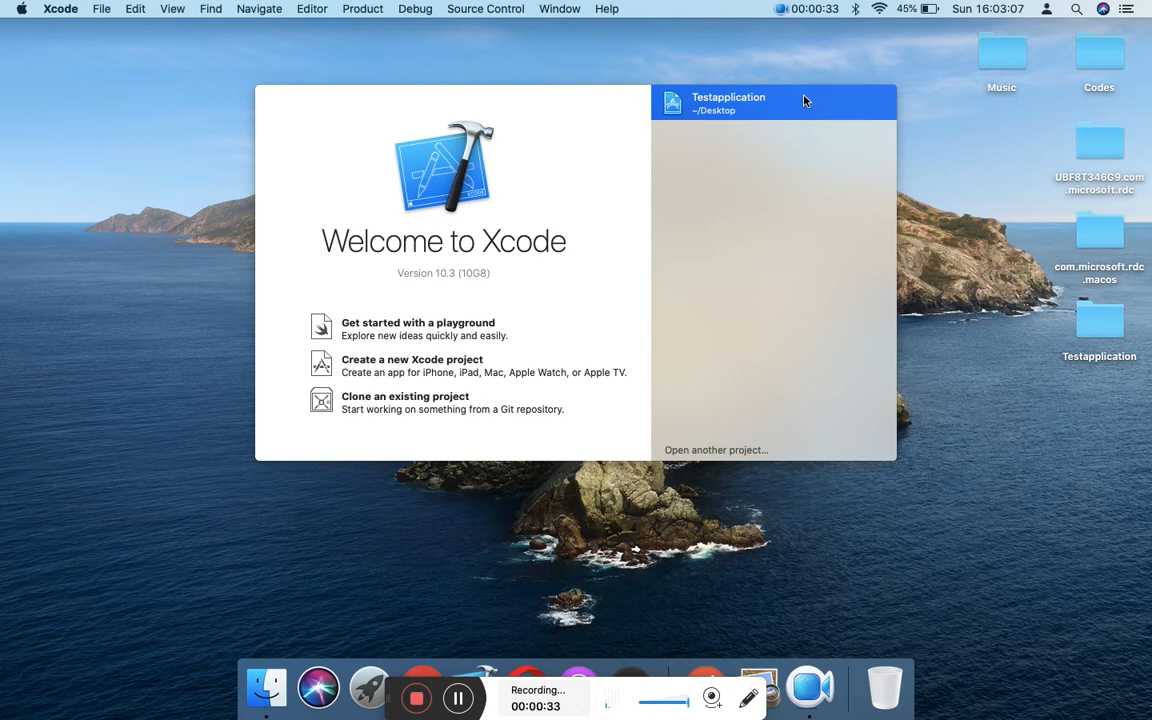 Xcode File Edit View Find Navigate Editor Product Debug Source Control Window Help 00:00:33 45% Sun 16:03:07
Music
Codes
UBF8T346G9.com
.microsoft.rdc
com.microsoft.rdc
.macos
Testapplication
Testapplication
~/Desktop
XCODE
Welcome to Xcode
Version 10.3 (10G8)
Get started with a playground
Explore new ideas quickly and easily.
Create a new Xcode project
Create an app for iPhone, iPad, Mac, Apple Watch, or Apple TV.
Clone an existing project
Start working on something from a Git repository.
Open another project...
Recording...
00:00:33